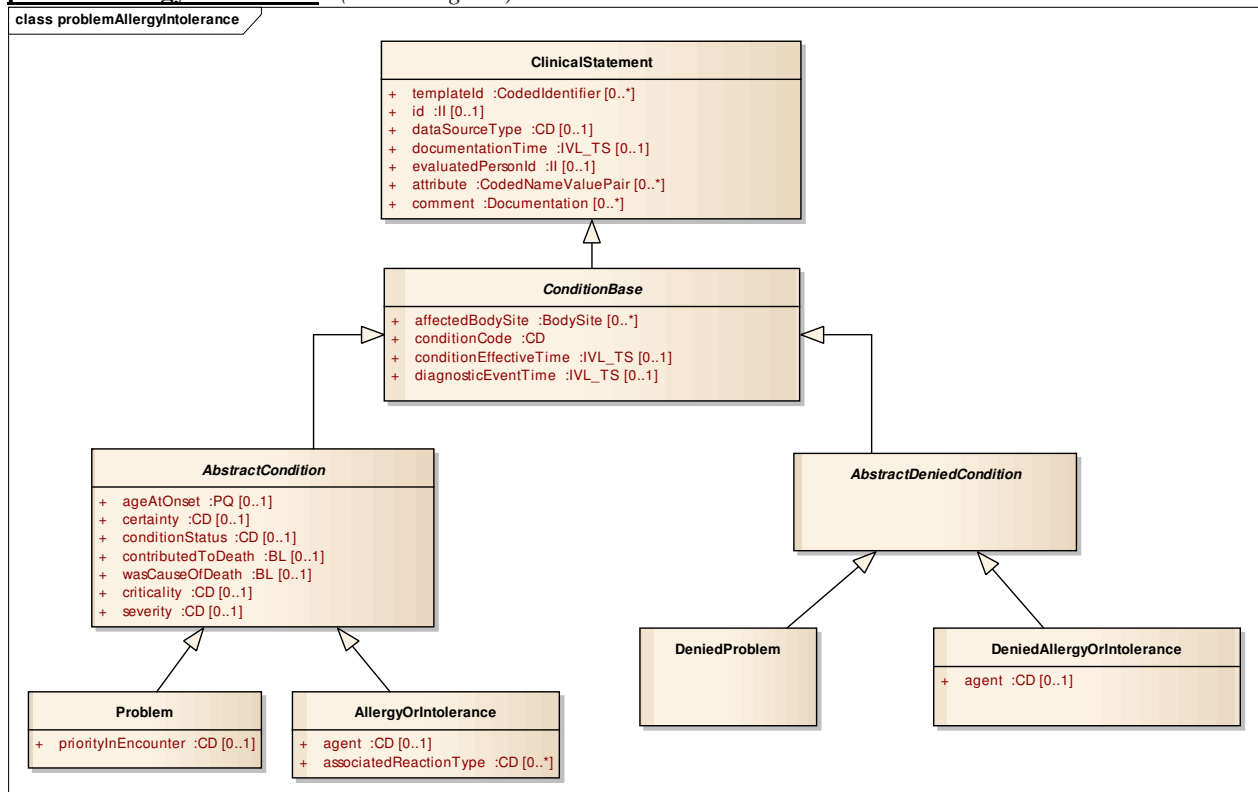 class problemAllergyIntolerance
ClinicalStatement
+ templateId :CodedIdentifier [0..*]
+ id :II [0..1]
+ dataSourceType :CD [0..1]
+ documentationTime :IVL_TS [0..1]
+ evaluatedPersonId :II [0..1]
+ attribute :CodedNameValuePair [0..*]
+ comment :Documentation [0..*]
ConditionBase
+ affectedBodySite :BodySite [0..*]
+ conditionCode :CD
+ conditionEffectiveTime :IVL_TS [0..1]
+ diagnosticEventTime :IVL_TS [0..1]
AbstractCondition
+ ageAtOnset :PQ [0..1]
+ certainty :CD [0..1]
+ conditionStatus :CD [0..1]
+ contributedToDeath :BL [0..1]
+ wasCauseOfDeath :BL [0..1]
+ criticality :CD [0..1]
+ severity :CD [0..1]
AbstractDeniedCondition
Problem
+ priorityInEncounter :CD [0..1]
AllergyOrIntolerance
+ agent :CD [0..1]
+ associatedReactionType :CD [0..*]
DeniedProblem
DeniedAllergyOrIntolerance
+ agent :CD [0..1]